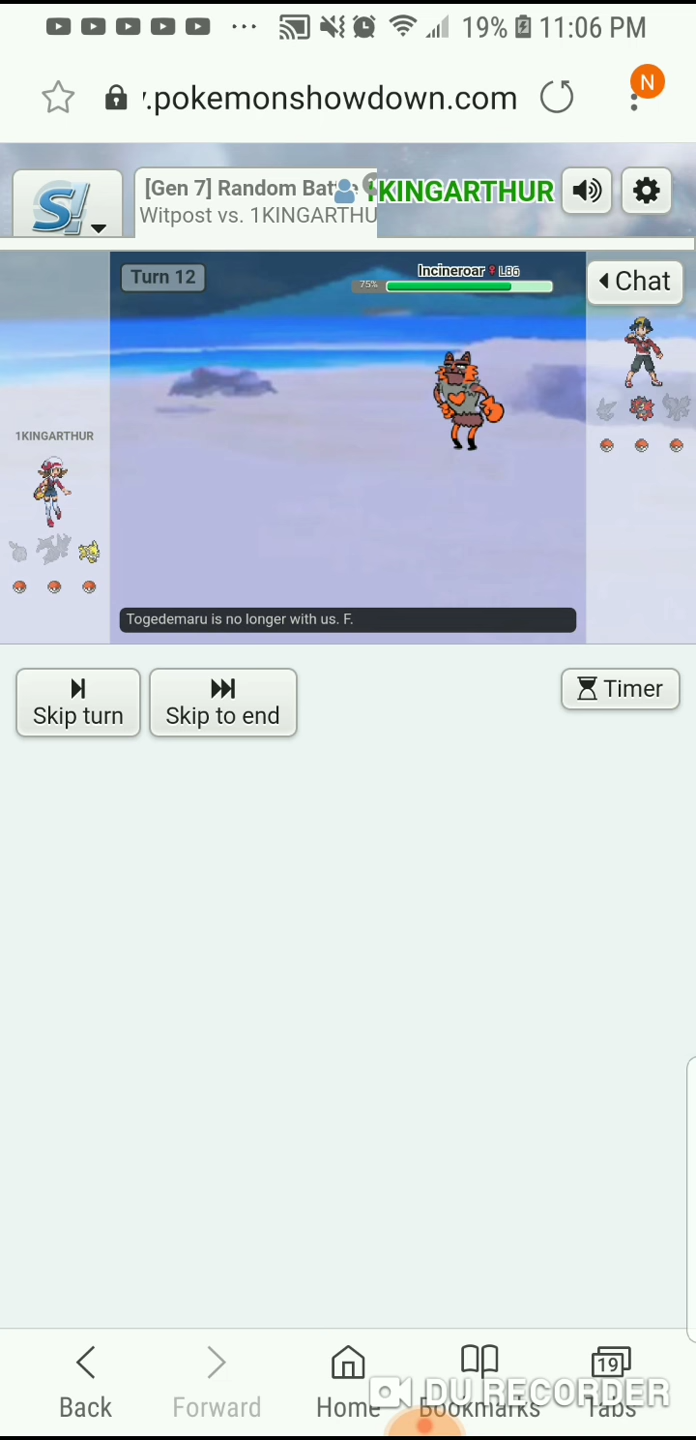 19% 11:06 PM
.pokemonshowdown.com
N
[Gen 7] Random Bat
1KINGARTHUR
Witpost vs. 1KINGARTHU
Turn 12
Incineroar L86
75%
Chat
1KINGARTHUR
Togedemaru is no longer with us. F.
Skip turn
Skip to end
Timer
19
Back
Forward
Home
Bookmarks
Tabs
DU RECORDER